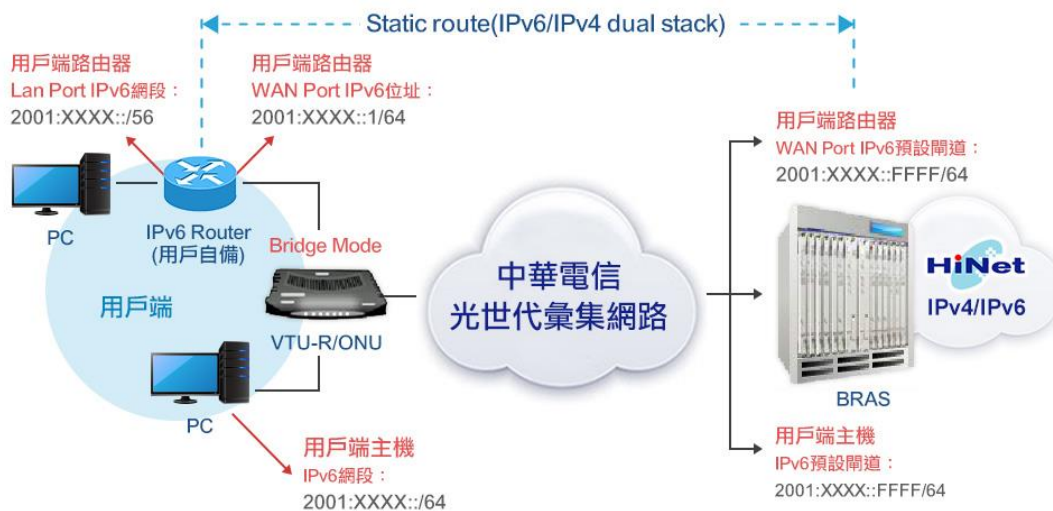 Static route(IPv6/IPv4 dual stack)
用戶端路由器
Lan Port IPv6網段：
2001:XXXX::/56
用戶端路由器
WAN Port IPv6位址：
2001:XXXX::1/64
用戶端路由器
WAN Port IPv6預設閘道：
2001:XXXX::FFFF/64
PC
IPv6 Router
(用戶自備)
Bridge Mode
用戶端
VTU-R/ONU
中華電信
光世代彙集網路
HiNet
IPv4/IPv6
BRAS
PC
用戶端主機
IPv6網段：
2001:XXXX::/64
用戶端主機
IPv6預設閘道：
2001:XXXX::FFFF/64